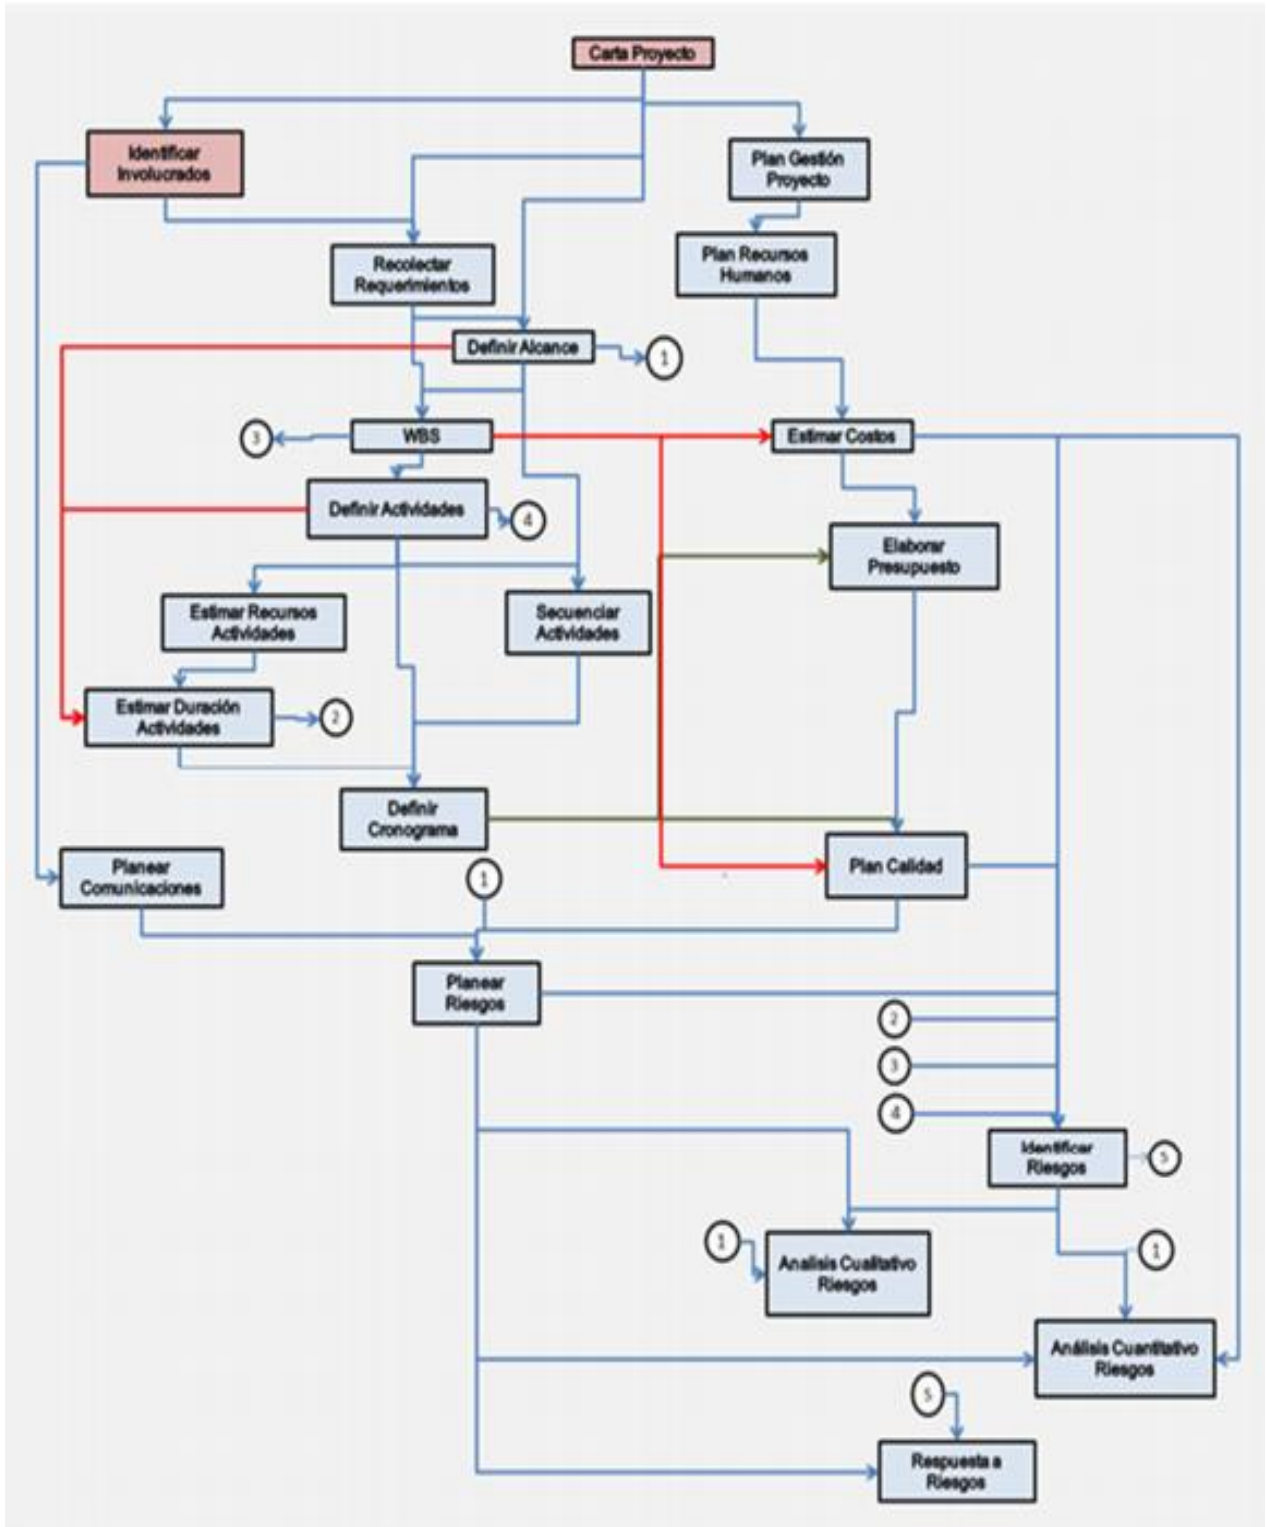 Carta Proyecto
Identificar
Involucrados
Plan Gestión
Proyecto
Recolectar
Requerimientos
Plan Recursos
Humanos
Definir Alcance
1
3
WBS
Estimar Costos
Definir Actividades
4
Elaborar
Presupuesto
Estimar Recursos
Actividades
Secuenciar
Actividades
Estimar Duración
Actividades
2
Definir
Cronograma
Planear
Comunicaciones
1
Plan Calidad
Planear
Riesgos
2
3
4
Identificar
Riesgos
5
1
Analisis Cualitativo
Riesgos
1
Análisis Cuantitativo
Riesgos
5
Respuesta a
Riesgos